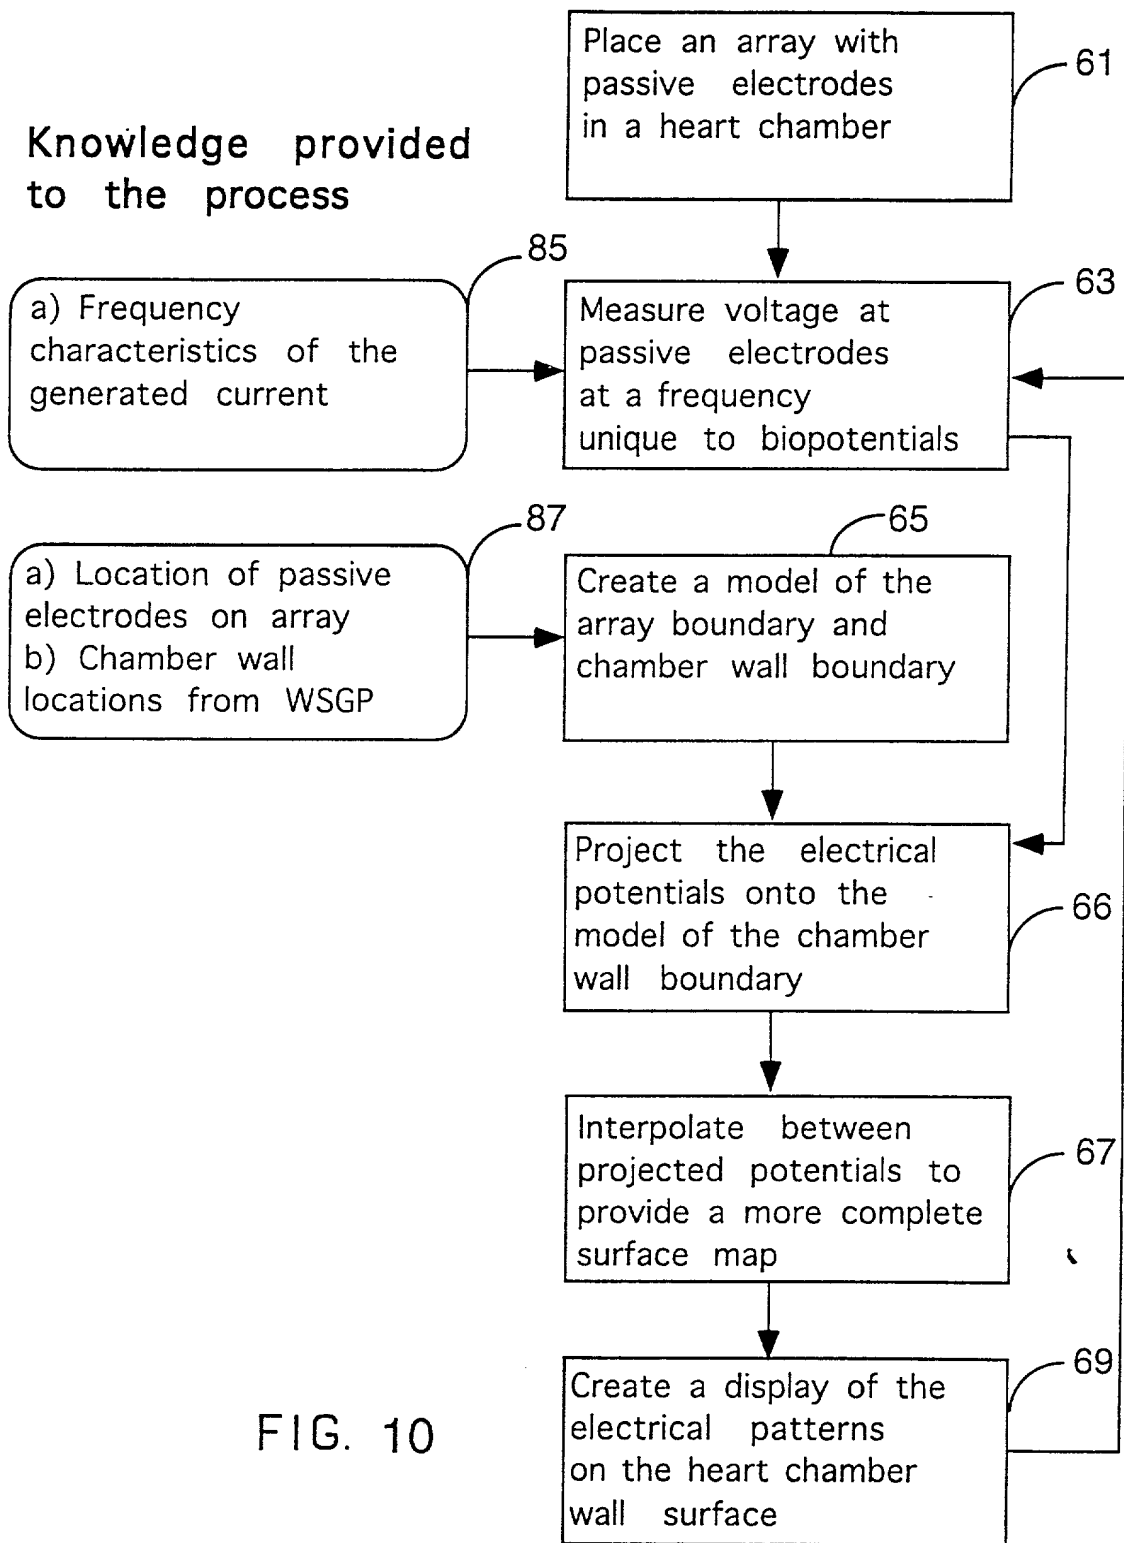 Place an array with
passive electrodes
in a heart chamber
61
Knowledge provided
to the process
85
a) Frequency
characteristics of the
generated current
63
Measure voltage at
passive electrodes
at a frequency
unique to biopotentials
87
a) Location of passive
electrodes on array
b) Chamber wall
locations from WSGP
65
Create a model of the
array boundary and
chamber wall boundary
Project the electrical
potentials onto the
model of the chamber
wall boundary
66
Interpolate between
projected potentials to
provide a more complete
surface map
67
Create a display of the
electrical patterns
on the heart chamber
wall surface
69
FIG. 10